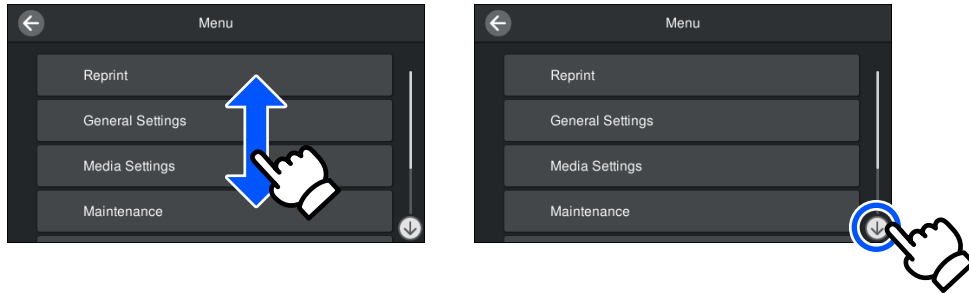 Menu
Reprint
General Settings
Media Settings
Maintenance
Menu
Reprint
General Settings
Media Settings
Maintenance